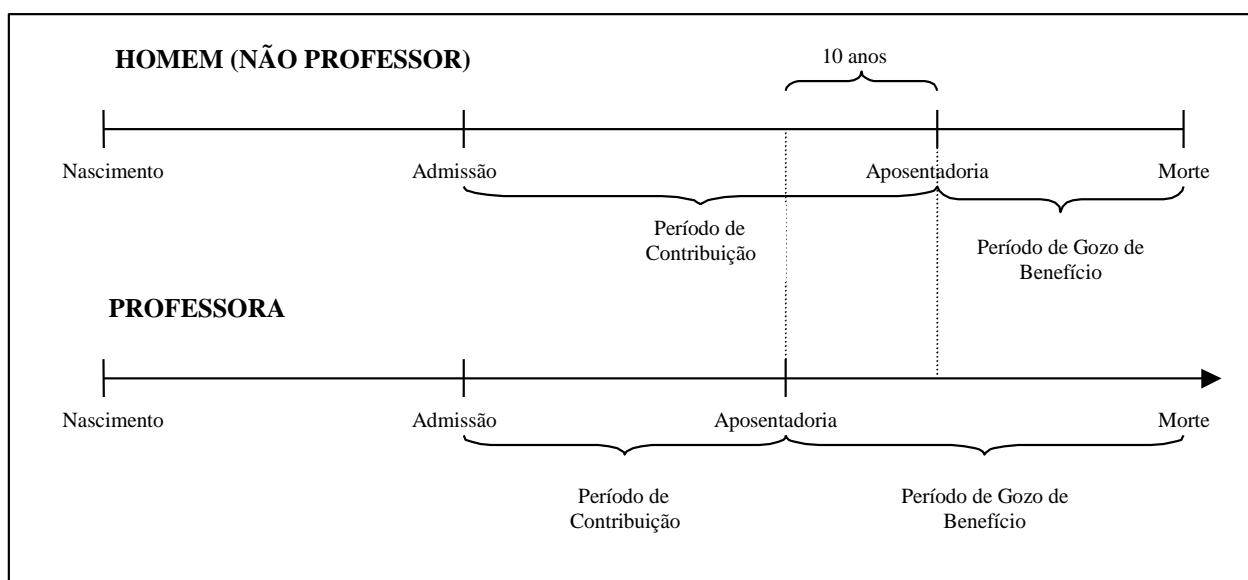 HOMEM (NÃO PROFESSOR)
10 anos
Nascimento
Admissão
Aposentadoria
Morte
Período de
Contribuição
Período de Gozo de
Benefício
PROFESSORA
Nascimento
Admissão
Aposentadoria
Morte
Período de
Contribuição
Período de Gozo de
Benefício